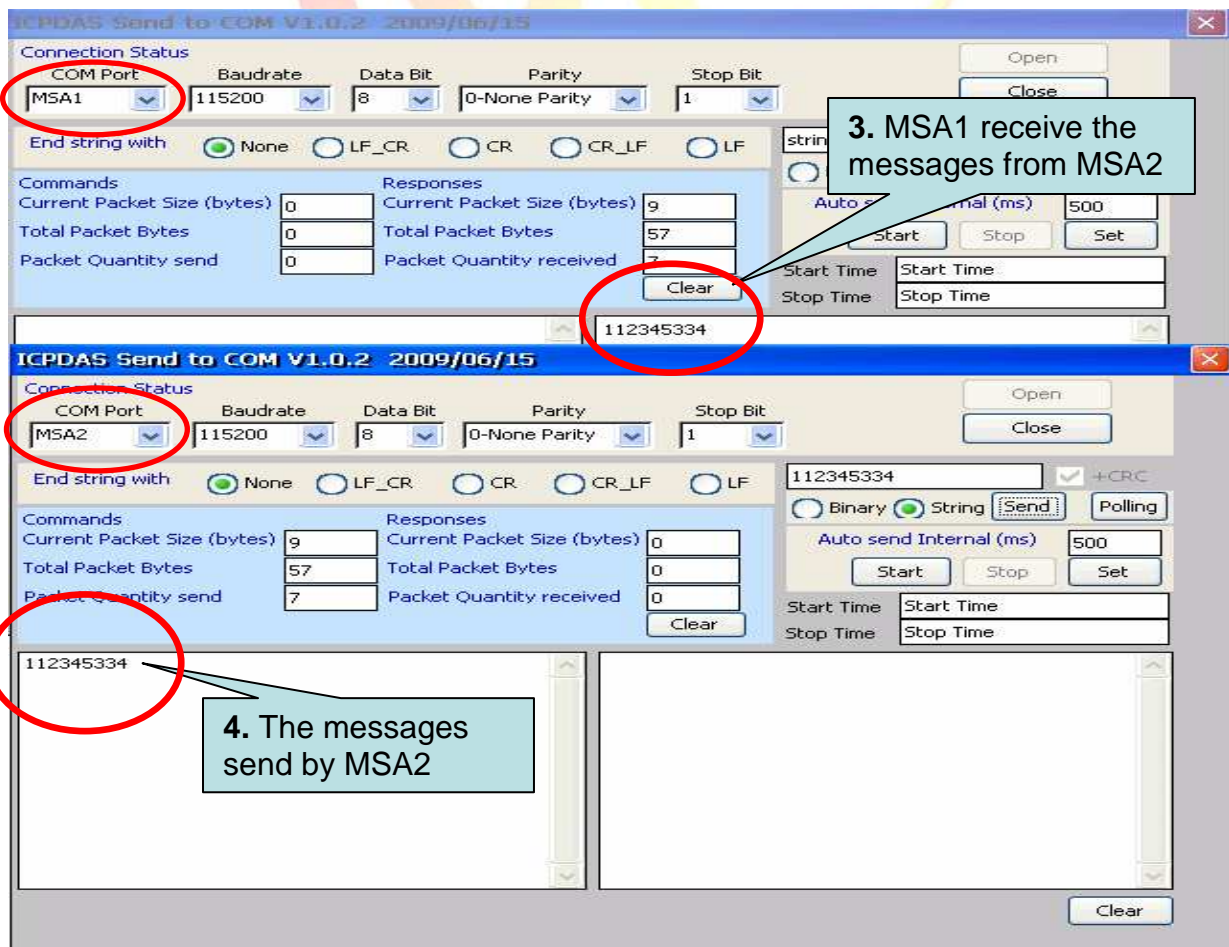 ICPDAS Send to COM V1.0.2 2009/06/15
Connection Status
Open
COM Port Baudrate Data Bit Parity Stop Bit
MSA1 115200 8 0-None Parity 1
Close
3. MSA1 receive the
messages from MSA2
End string with None LF_CR CR CR_LF LF
Commands Responses
Current Packet Size (bytes) 0 Current Packet Size (bytes) 9
500
Total Packet Bytes 0 Total Packet Bytes 57
Start Stop Set
Packet Quantity send 0 Packet Quantity received 7
Start Time Start Time
Clear
Stop Time Stop Time
112345334
ICPDAS Send to COM V1.0.2 2009/06/15
Connection Status
Open
COM Port Baudrate Data Bit Parity Stop Bit
MSA2 115200 8 0-None Parity 1
Close
End string with None LF_CR CR CR_LF LF
112345334 +CRC
Binary String Send Polling
Commands Responses
Current Packet Size (bytes) 9 Current Packet Size (bytes) 0
Auto send Internal (ms) 500
Total Packet Bytes 57 Total Packet Bytes 0
Start Stop Set
Packet Quantity send 7 Packet Quantity received 0
Start Time Start Time
Clear
Stop Time Stop Time
112345334
4. The messages
send by MSA2
Clear